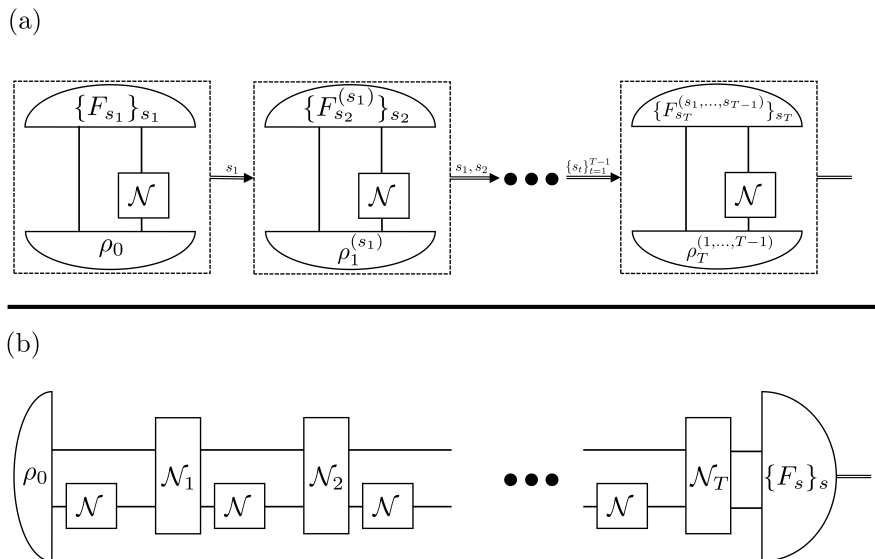 (a)
{F_{s_1}}_{s_1} {F_{s_2}^{(s_1)}}_{s_2} {F_{s_T}^{(s_1,...,s_{T-1})}}_{s_T}
s_1 s_1, s_2 {s_t}_{t=1}^{T-1}
𝒩 𝒩 𝒩
ρ_0 ρ_1^{(s_1)} ρ_T^{(1,...,T-1)}
(b)
ρ_0 𝒩_1 𝒩_2 𝒩_T {F_s}_s
𝒩 𝒩 𝒩 𝒩